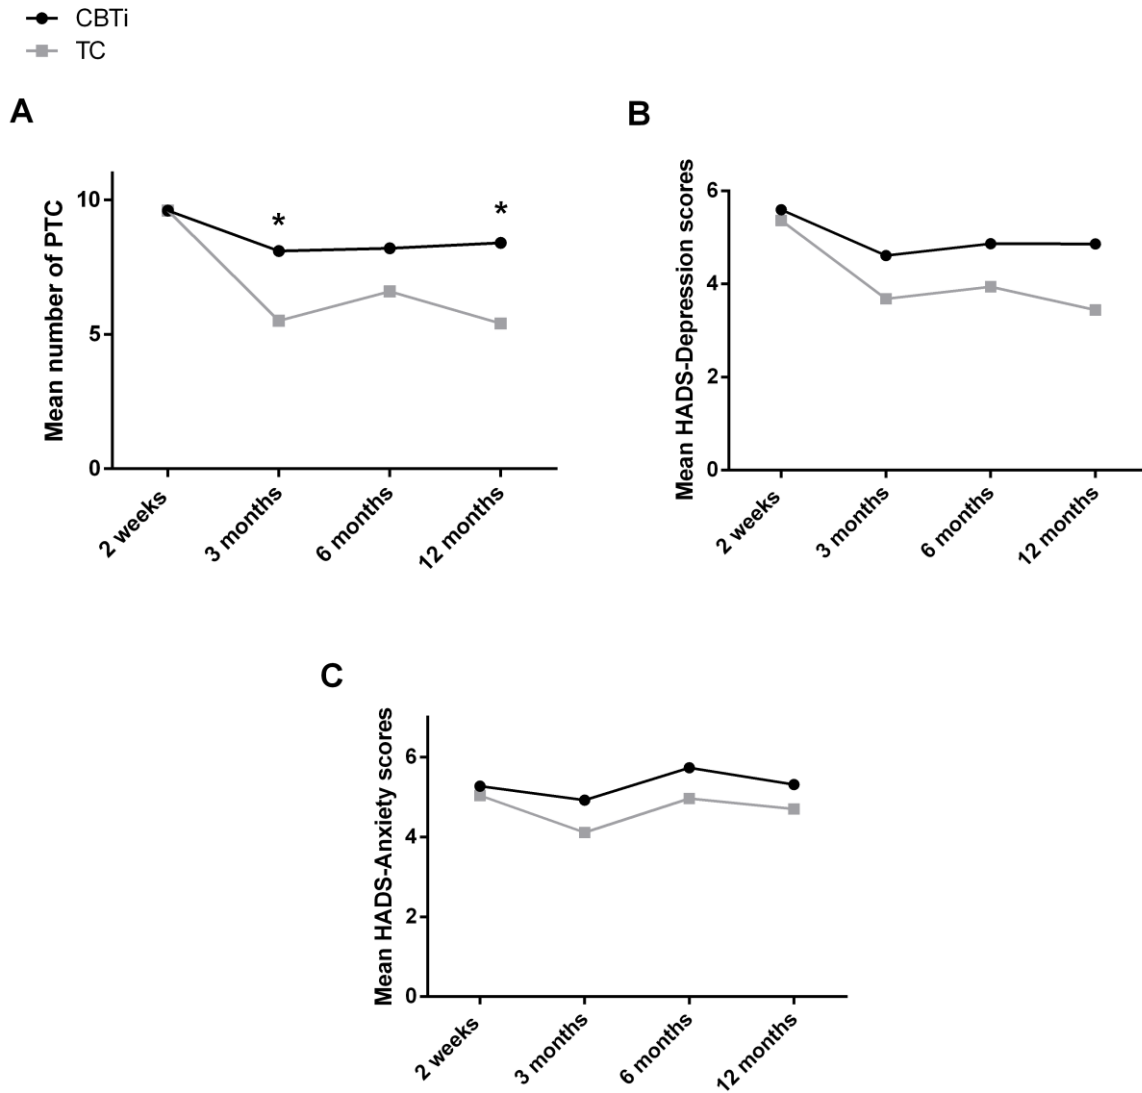 CBTi
TC
A
Mean number of PTC
10
5
0
2 weeks
3 months
6 months
12 months
*
*
B
Mean HADS-Depression scores
6
4
2
0
2 weeks
3 months
6 months
12 months
C
Mean HADS-Anxiety scores
6
4
2
0
2 weeks
3 months
6 months
12 months